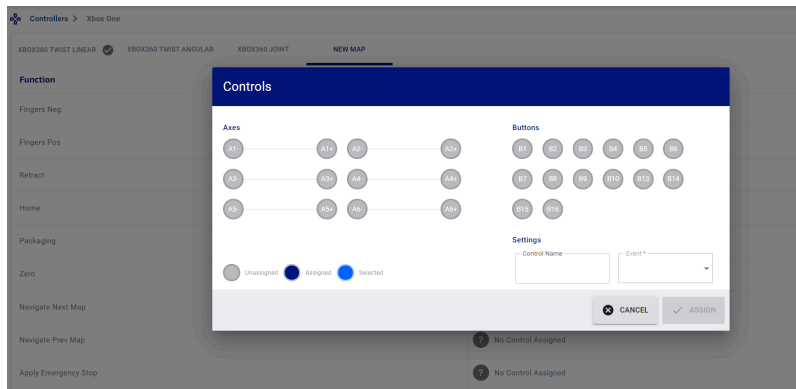 Controllers > Xbox One
XBOX360 TWIST LINEAR XBOX360 TWIST ANGULAR XBOX360 JOINT NEW MAP
Function
Fingers Neg
Fingers Pos
Retract
Home
Packaging
Zero
Navigate Next Map
Navigate Prev Map
Apply Emergency Stop
Controls
Axes
A1- A1+ A2- A2+
A3- A3+ A4- A4+
A5- A5+ A6- A6+
Unassigned Assigned Selected
Buttons
B1 B2 B3 B4 B5 B6
B7 B8 B9 B10 B13 B14
B15 B16
Settings
Control Name Event *
CANCEL ASSIGN
? No Control Assigned
? No Control Assigned